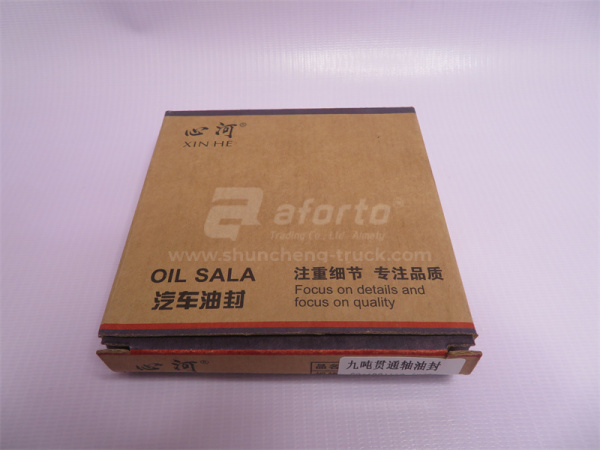 心河®
XIN HE
aforto®
Trading Co., Ltd.
www.shuncheng-truck.com
OIL SALA
汽车油封
注重细节 专注品质
Focus on details and
focus on quality
心河®
九吨贯通轴油封